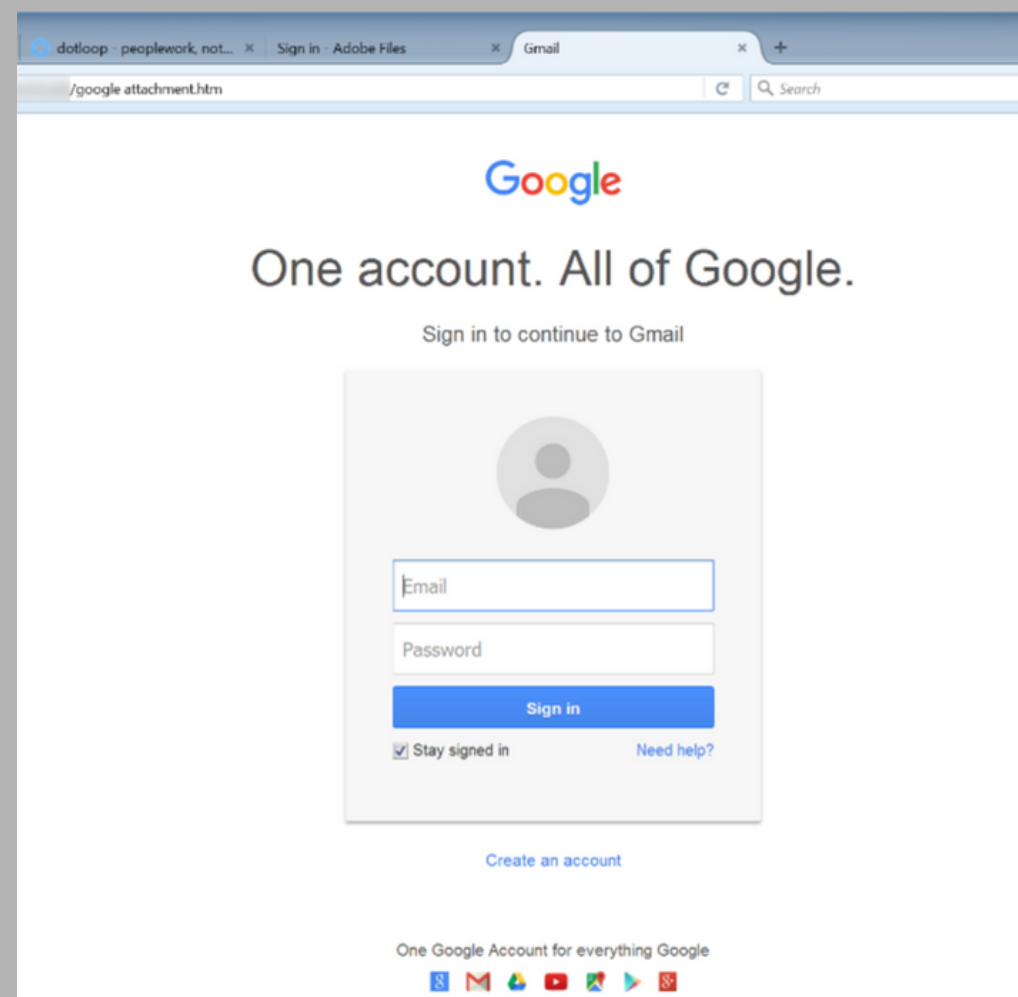 dotloop - peoplework, not... × Sign in - Adobe Files × Gmail × +
/google attachment.htm Search
Google
One account. All of Google.
Sign in to continue to Gmail
Email
Password
Sign in
Stay signed in Need help?
Create an account
One Google Account for everything Google